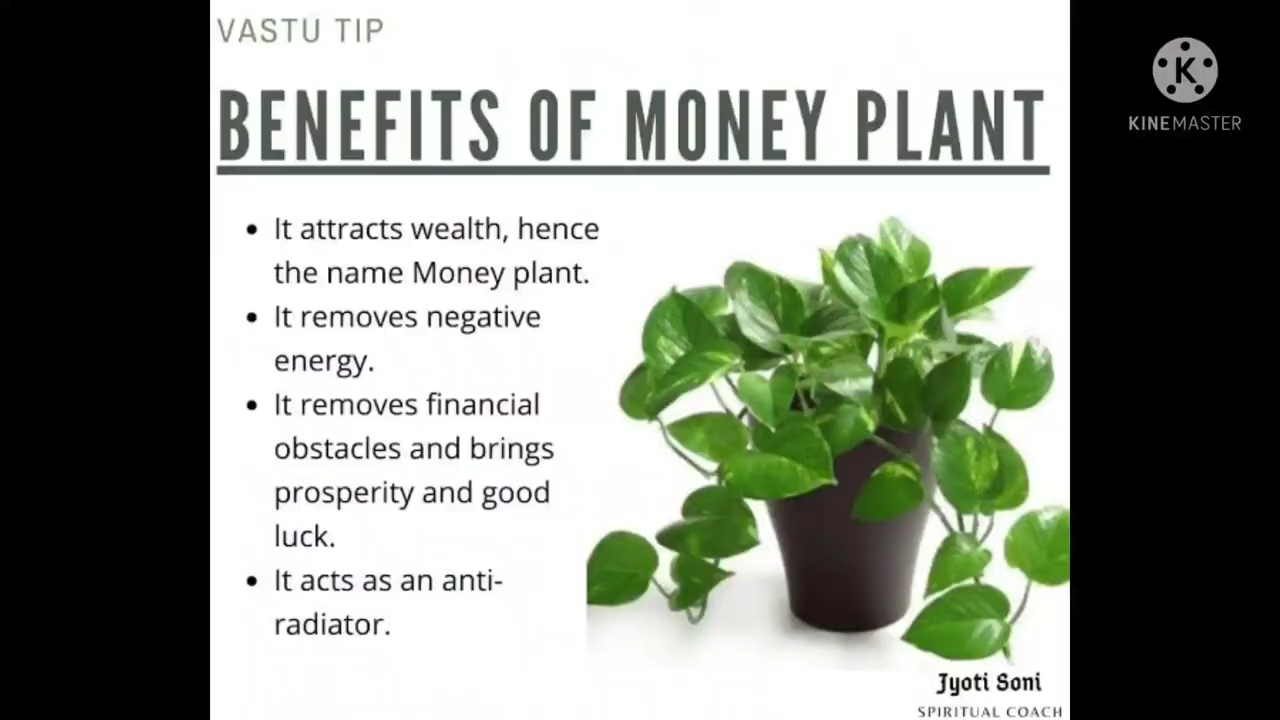 VASTU TIP
BENEFITS OF MONEY PLANT
• It attracts wealth, hence
the name Money plant.
• It removes negative
energy.
• It removes financial
obstacles and brings
prosperity and good
luck.
• It acts as an anti-
radiator.
Jyoti Soni
SPIRITUAL COACH
K
KINEMASTER